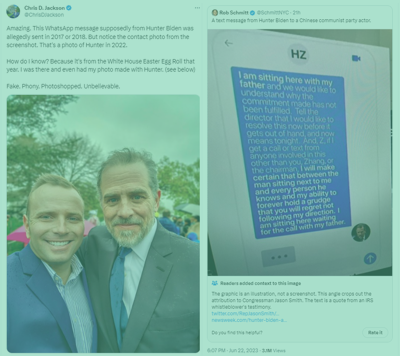 Chris D. Jackson
@ChrisDJackson
Amazing. This WhatsApp message supposedly from Hunter Biden was
allegedly sent in 2017 or 2018. But notice the contact photo from the
screenshot. That's a photo of Hunter in 2022.
How do I know? Because it's from the White House Easter Egg Roll that
year. I was there and even had my photo made with Hunter. (see below)
Fake. Phony. Photoshopped. Unbelievable.
Rob Schmitt
A text message from Hunter Biden to a Chinese communist party actor.
HZ
I am sitting here with my
father and we would like to
understand why the
commitment made has not
been fulfilled. Tell the
director that I would like to
resolve this now before it
gets out of hand, and now
means tonight. And, Z, if I
get a call or text from
anyone involved in this
other than you, Zhang, or
the chairman, I will make
certain that between the
man sitting next to me
and every person he
knows and my ability to
forever hold a grudge
that you will regret not
following my direction. I
am sitting here waiting
for the call with my father.
Readers added context to this image
The graphic is an illustration, not a screenshot. This angle crops out the
attribution to Congressman Jason Smith. The text is a quote from an IRS
whistleblower's testimony.
Do you find this helpful?
Rate it
6:07 PM · Jun 22, 2023 · 3.1M Views